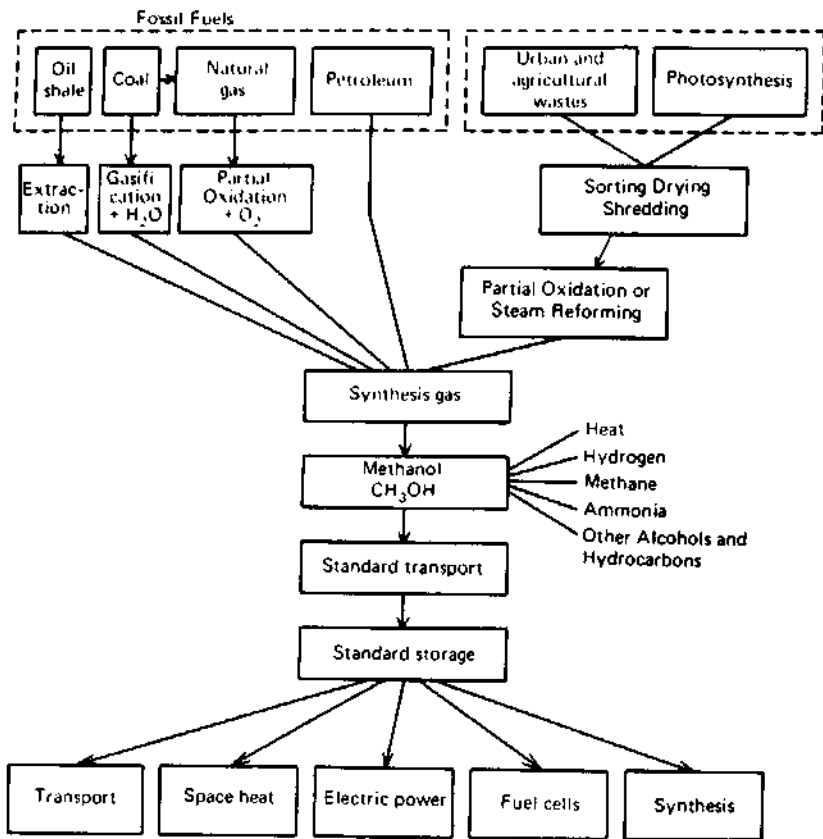 Fossil Fuels
Oil
shale
Coal
Natural
gas
Petroleum
Urban and
agricultural
wastes
Photosynthesis
Extrac-
tion
Gasifi
cation
+ H2O
Partial
Oxidation
+ O2
Sorting Drying
Shredding
Partial Oxidation or
Steam Reforming
Synthesis gas
Methanol
CH3OH
Heat
Hydrogen
Methane
Ammonia
Other Alcohols and
Hydrocarbons
Standard transport
Standard storage
Transport
Space heat
Electric power
Fuel cells
Synthesis